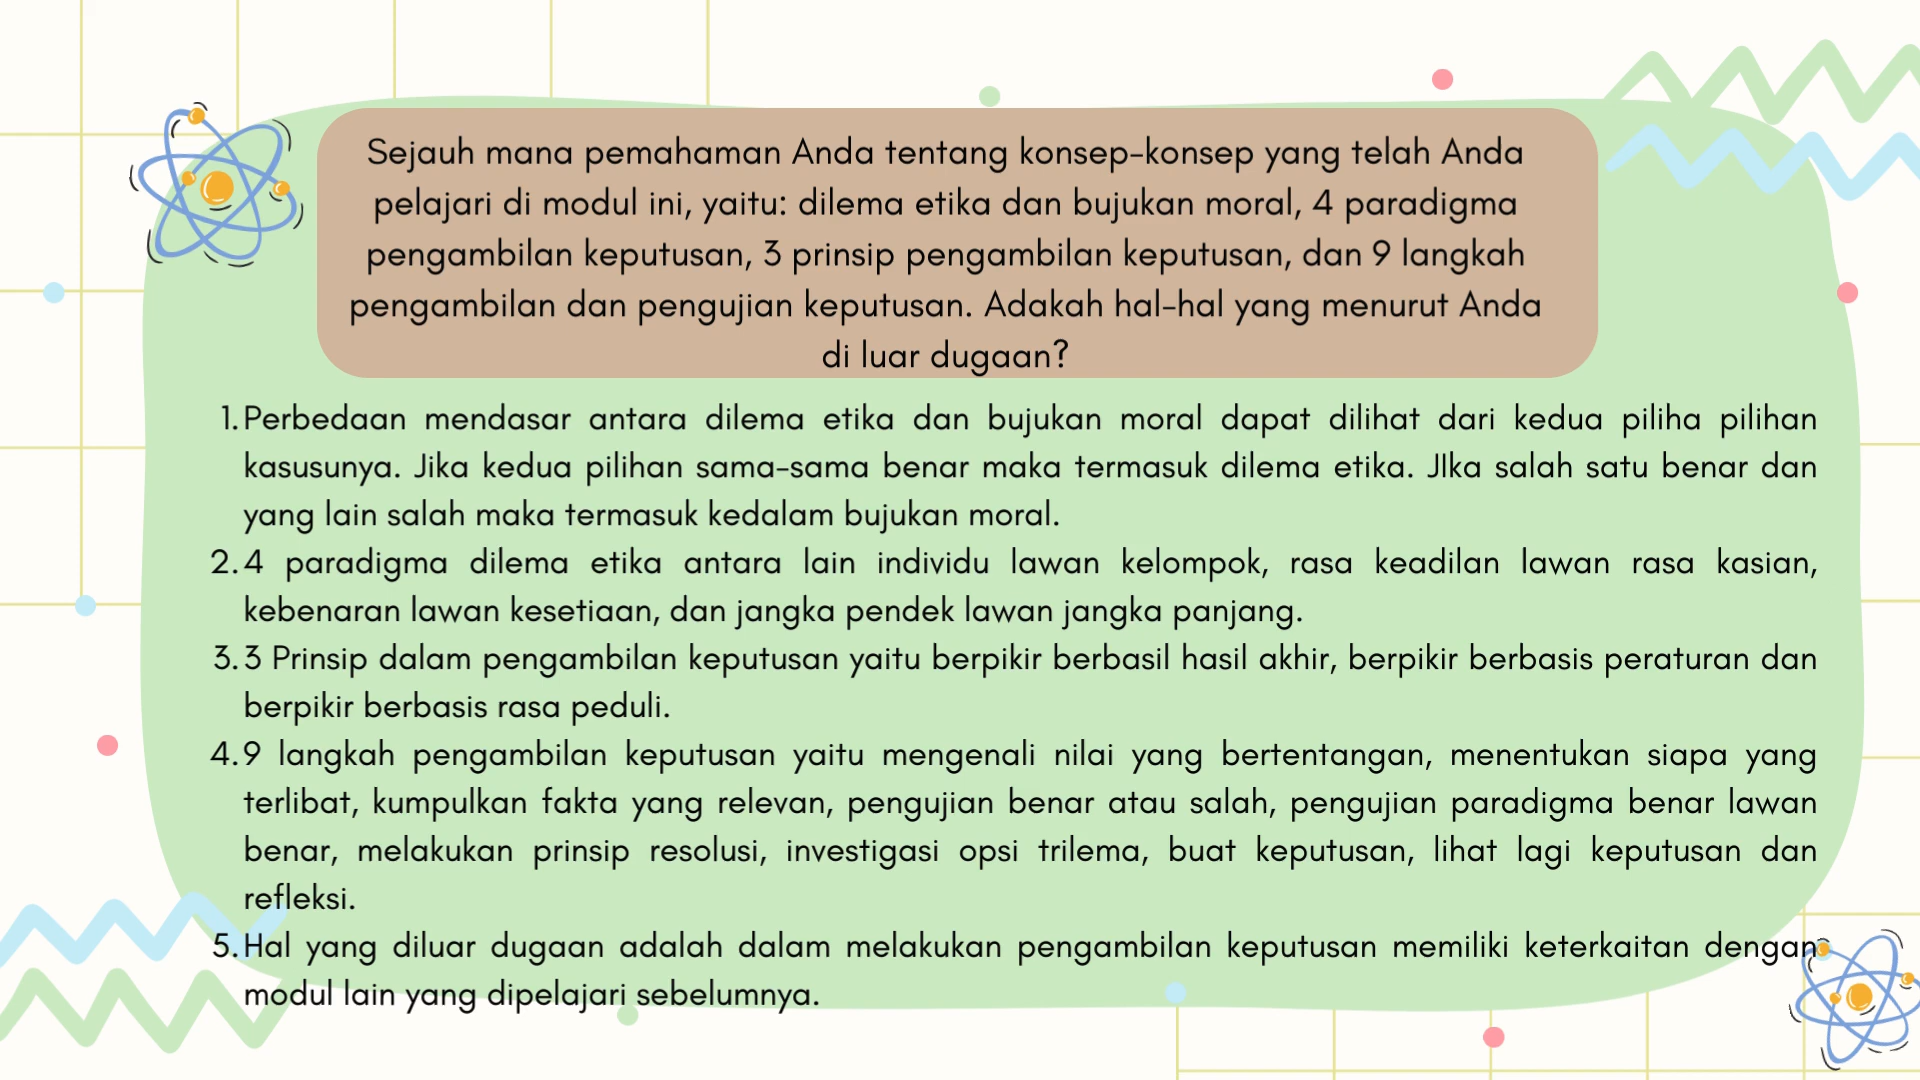 Sejauh mana pemahaman Anda tentang konsep-konsep yang telah Anda
pelajari di modul ini, yaitu: dilema etika dan bujukan moral, 4 paradigma
pengambilan keputusan, 3 prinsip pengambilan keputusan, dan 9 langkah
pengambilan dan pengujian keputusan. Adakah hal-hal yang menurut Anda
di luar dugaan?
1. Perbedaan mendasar antara dilema etika dan bujukan moral dapat dilihat dari kedua piliha pilihan
kasusunya. Jika kedua pilihan sama-sama benar maka termasuk dilema etika. JIka salah satu benar dan
yang lain salah maka termasuk kedalam bujukan moral.
2. 4 paradigma dilema etika antara lain individu lawan kelompok, rasa keadilan lawan rasa kasian,
kebenaran lawan kesetiaan, dan jangka pendek lawan jangka panjang.
3. 3 Prinsip dalam pengambilan keputusan yaitu berpikir berbasil hasil akhir, berpikir berbasis peraturan dan
berpikir berbasis rasa peduli.
4. 9 langkah pengambilan keputusan yaitu mengenali nilai yang bertentangan, menentukan siapa yang
terlibat, kumpulkan fakta yang relevan, pengujian benar atau salah, pengujian paradigma benar lawan
benar, melakukan prinsip resolusi, investigasi opsi trilema, buat keputusan, lihat lagi keputusan dan
refleksi.
5. Hal yang diluar dugaan adalah dalam melakukan pengambilan keputusan memiliki keterkaitan dengan
modul lain yang dipelajari sebelumnya.